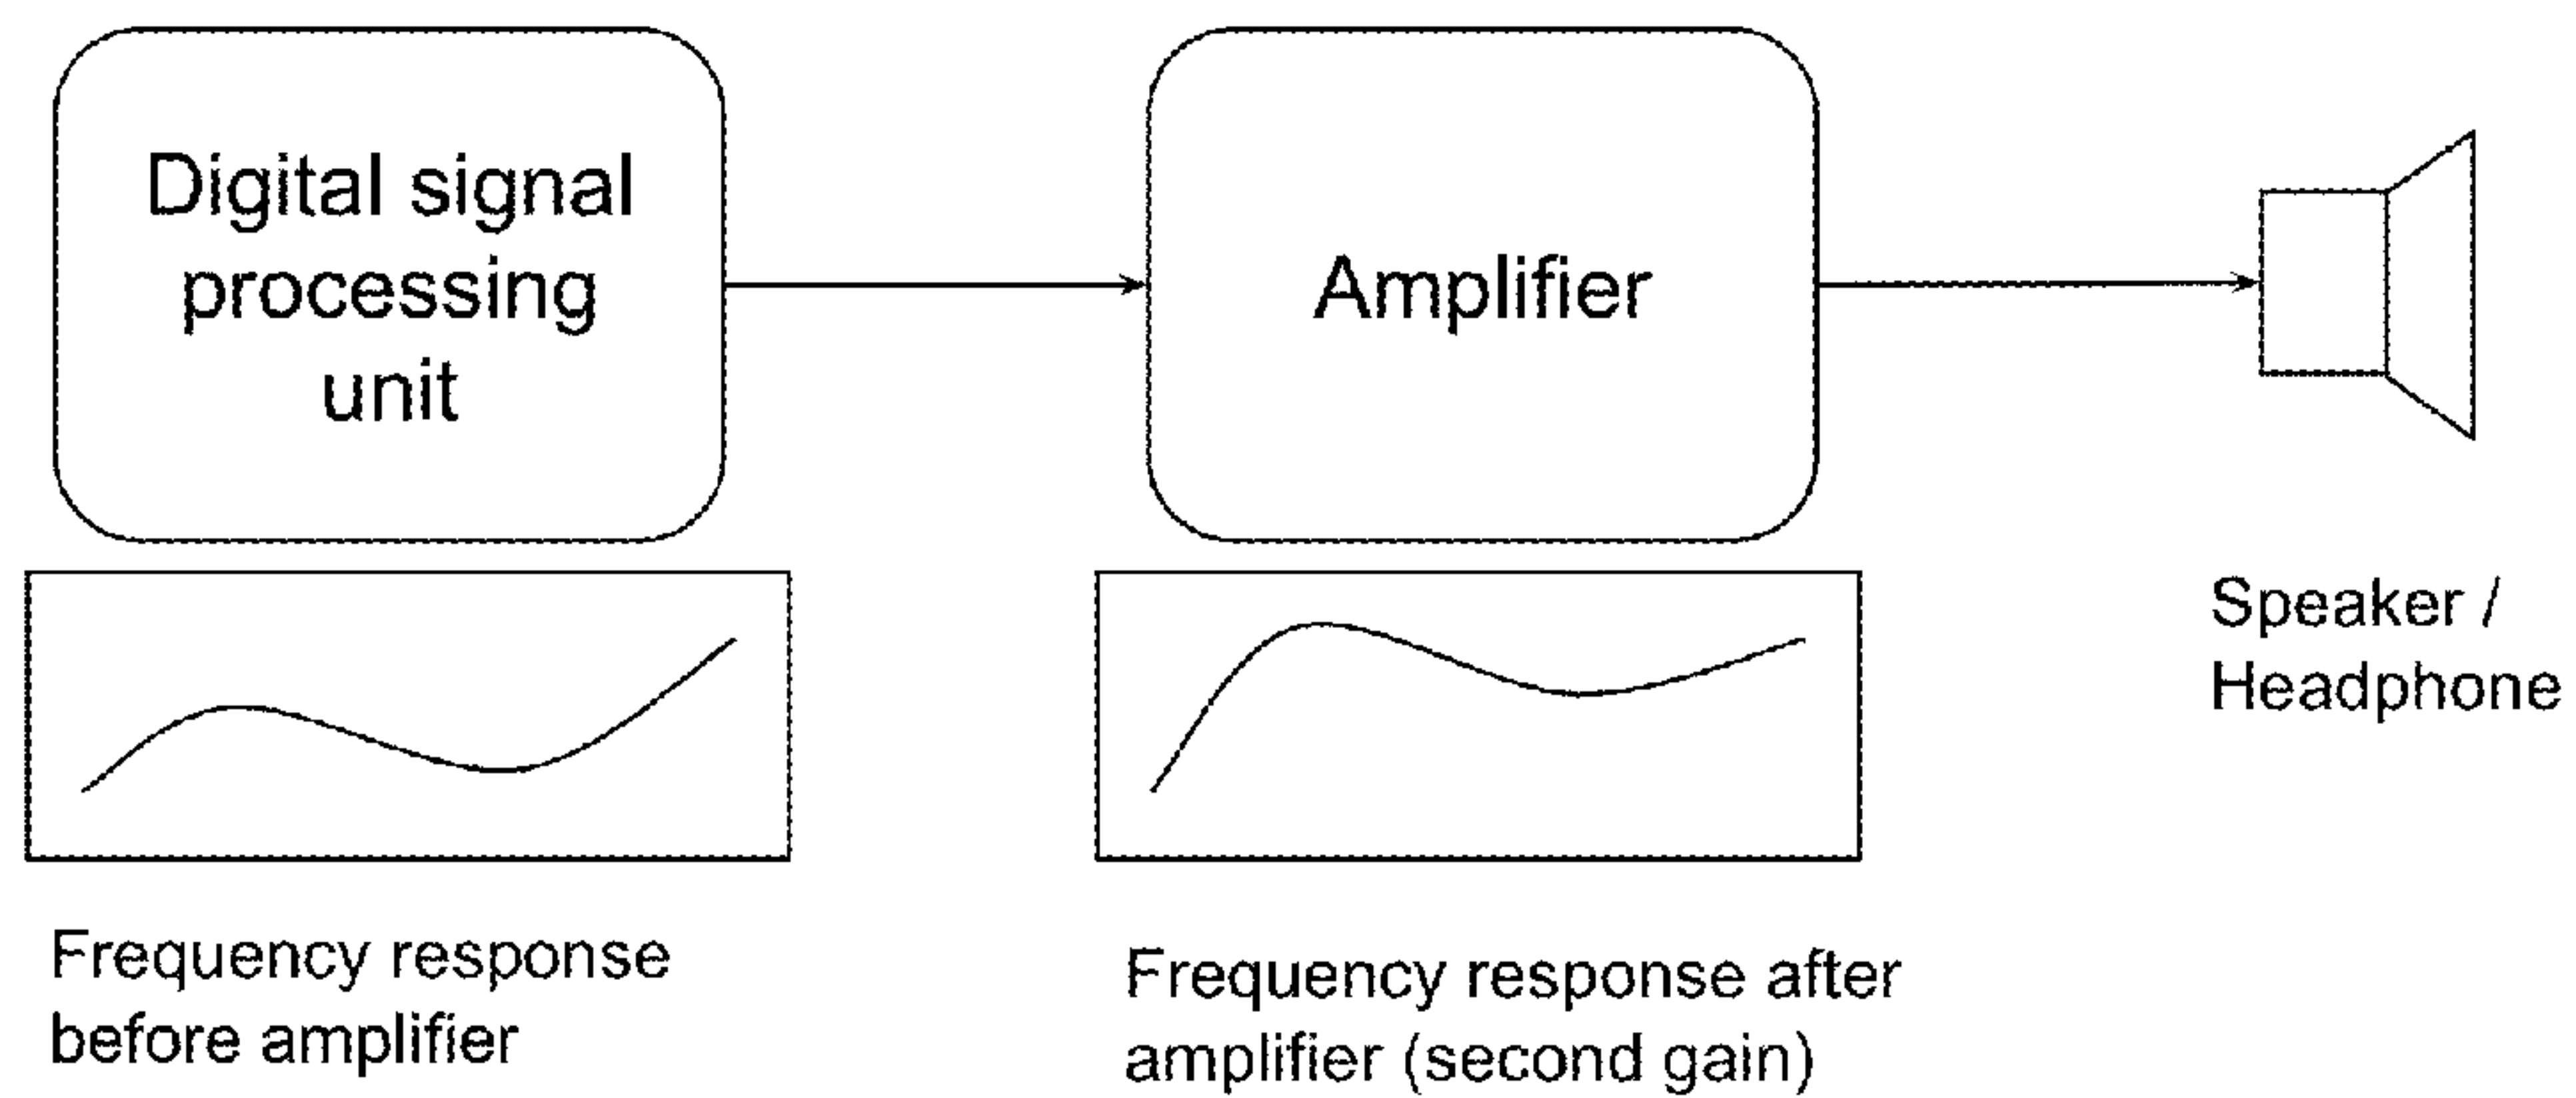 Digital signal
processing
unit
Amplifier
Speaker /
Headphone
Frequency response
before amplifier
Frequency response after
amplifier (second gain)